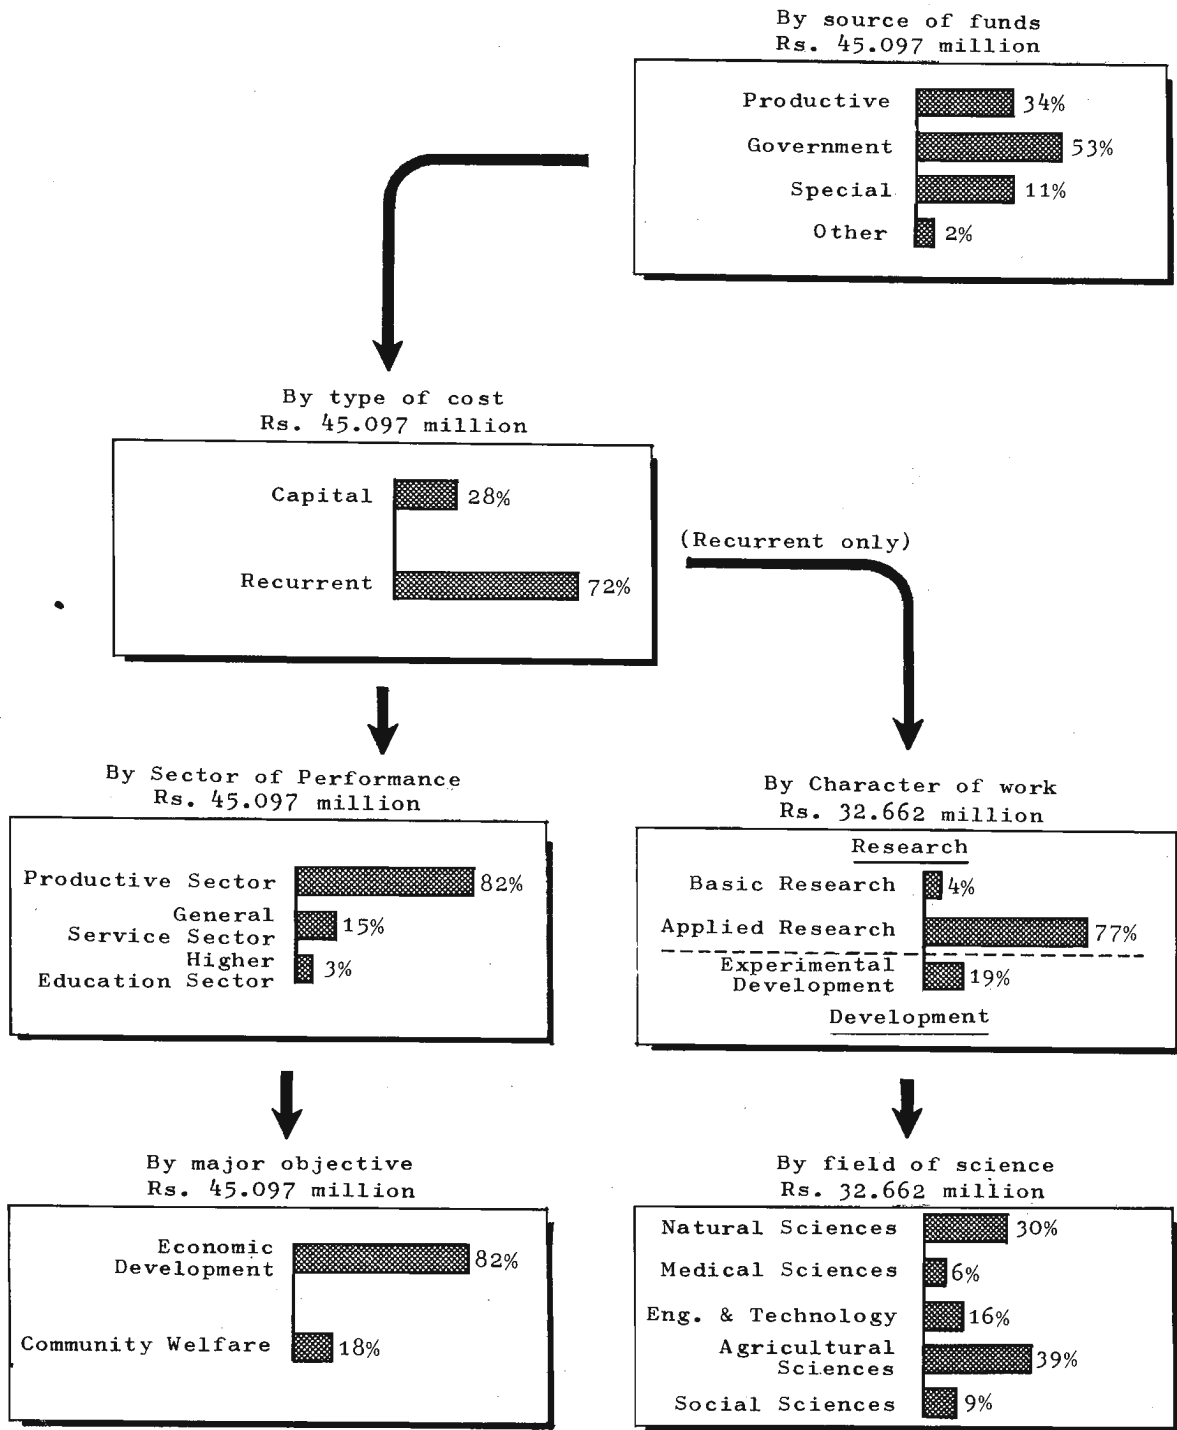 By source of funds
Rs. 45.097 million
Productive 34%
Government 53%
Special 11%
Other 2%
By type of cost
Rs. 45.097 million
Capital 28%
Recurrent 72%
(Recurrent only)
By Sector of Performance
Rs. 45.097 million
Productive Sector 82%
General
Service Sector 15%
Higher
Education Sector 3%
By Character of work
Rs. 32.662 million
Research
Basic Research 4%
Applied Research 77%
Experimental
Development 19%
Development
By major objective
Rs. 45.097 million
Economic
Development 82%
Community Welfare 18%
By field of science
Rs. 32.662 million
Natural Sciences 30%
Medical Sciences 6%
Eng. & Technology 16%
Agricultural
Sciences 39%
Social Sciences 9%